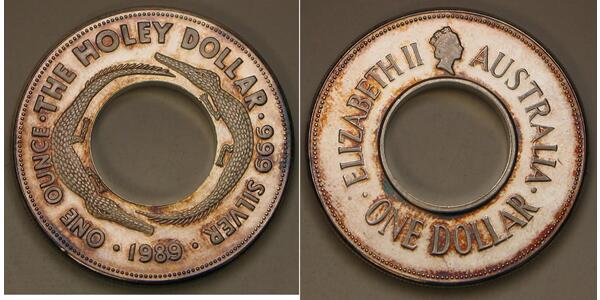 · THE HOLEY DOLLAR · 999 SILVER · 1989 · ONE OUNCE
ELIZABETH II AUSTRALIA · ONE DOLLAR ·